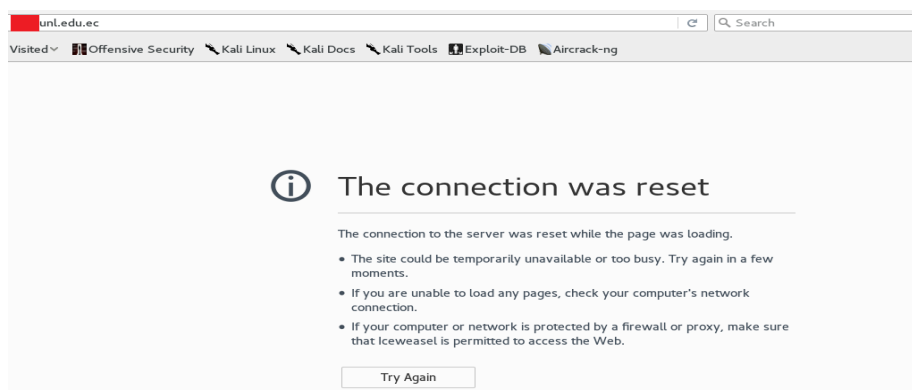 unl.edu.ec Search
Visited Offensive Security Kali Linux Kali Docs Kali Tools Exploit-DB Aircrack-ng
The connection was reset
The connection to the server was reset while the page was loading.
• The site could be temporarily unavailable or too busy. Try again in a few
moments.
• If you are unable to load any pages, check your computer's network
connection.
• If your computer or network is protected by a firewall or proxy, make sure
that Iceweasel is permitted to access the Web.
Try Again